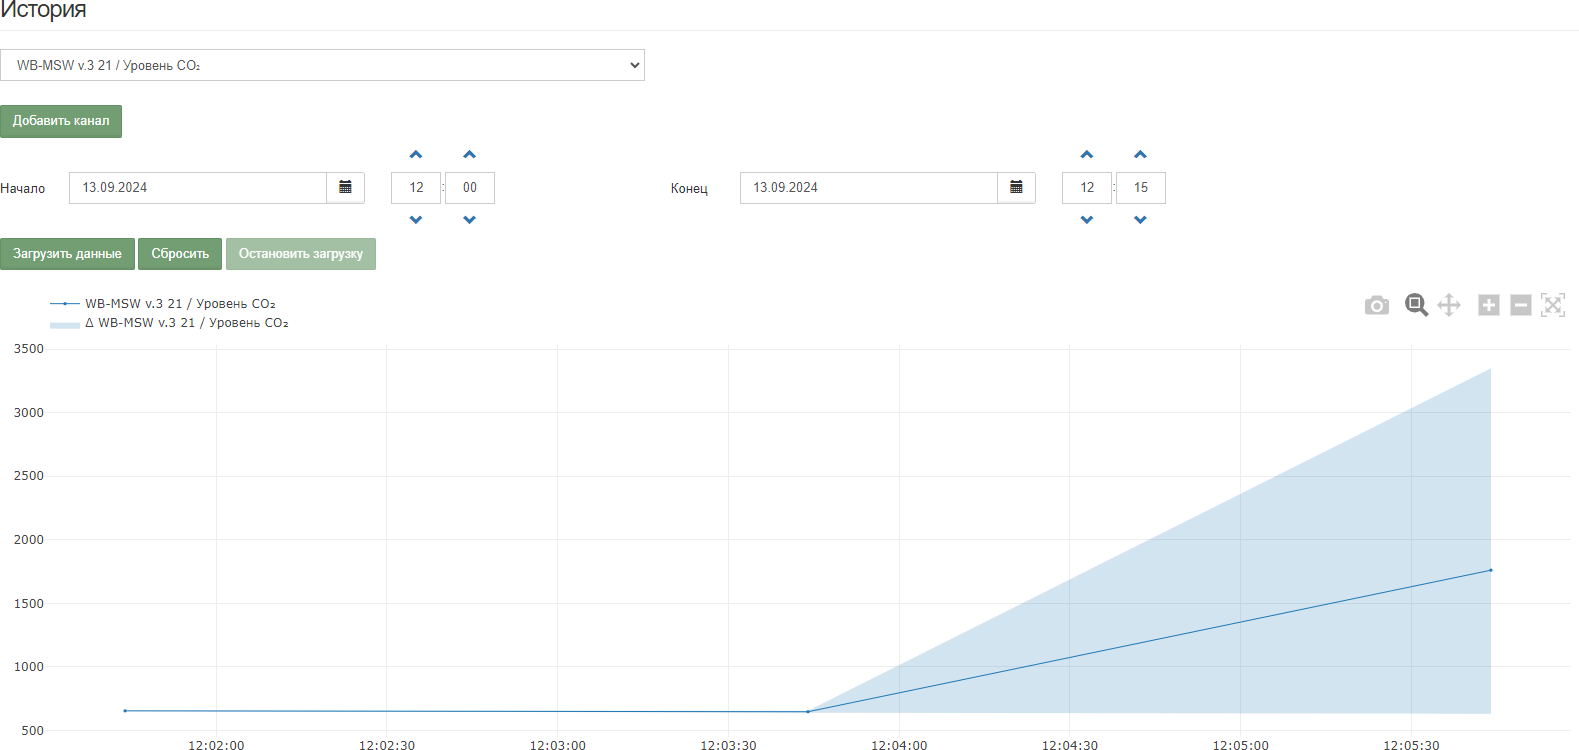 История
WB-MSW v.3 21 / Уровень CO₂
Добавить канал
Начало 13.09.2024 12 : 00 Конец 13.09.2024 12 : 15
Загрузить данные Сбросить Остановить загрузку
WB-MSW v.3 21 / Уровень CO₂
Δ WB-MSW v.3 21 / Уровень CO₂
3500
3000
2500
2000
1500
1000
500
12:02:00 12:02:30 12:03:00 12:03:30 12:04:00 12:04:30 12:05:00 12:05:30